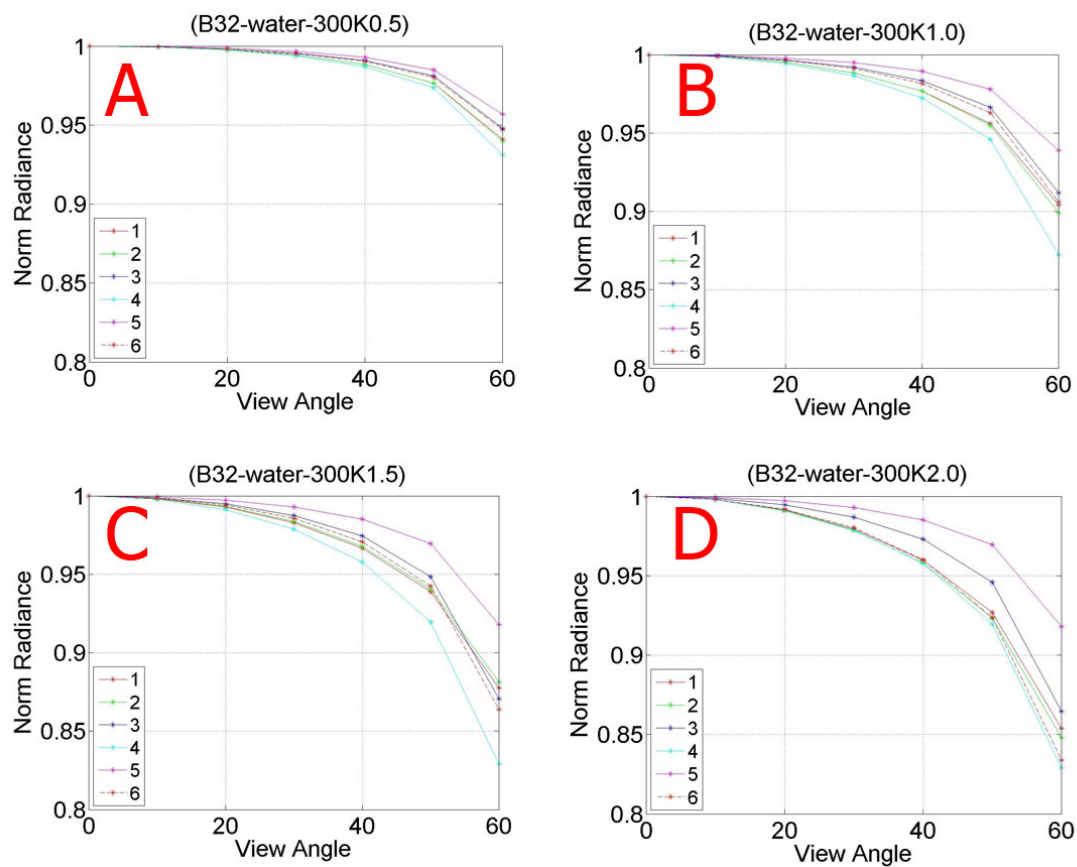 (B32-water-300K0.5)
A
Norm Radiance
1
0.95
0.9
0.85
0.8
1
2
3
4
5
6
0 20 40 60
View Angle
(B32-water-300K1.0)
B
Norm Radiance
1
0.95
0.9
0.85
0.8
1
2
3
4
5
6
0 20 40 60
View Angle
(B32-water-300K1.5)
C
Norm Radiance
1
0.95
0.9
0.85
0.8
1
2
3
4
5
6
0 20 40 60
View Angle
(B32-water-300K2.0)
D
Norm Radiance
1
0.95
0.9
0.85
0.8
1
2
3
4
5
6
0 20 40 60
View Angle